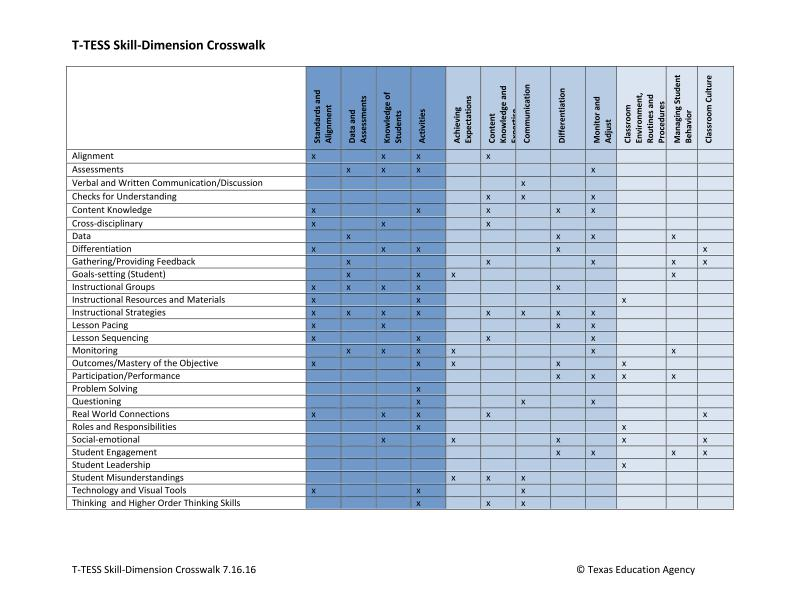 T-TESS Skill-Dimension Crosswalk
Standards and
Alignment
Data and
Assessments
Knowledge of
Students
Activities
Achieving
Expectations
Content
Knowledge and
Communication
Differentiation
Monitor and
Adjust
Classroom
Environment,
Routines and
Procedures
Managing Student
Behavior
Classroom Culture
Alignment x x x x
Assessments x x x x
Verbal and Written Communication/Discussion x
Checks for Understanding x x x
Content Knowledge x x x x x
Cross-disciplinary x x x
Data x x x x
Differentiation x x x x x
Gathering/Providing Feedback x x x x x
Goals-setting (Student) x x x x
Instructional Groups x x x x x
Instructional Resources and Materials x x x
Instructional Strategies x x x x x x x x
Lesson Pacing x x x x
Lesson Sequencing x x x x
Monitoring x x x x x x
Outcomes/Mastery of the Objective x x x x x
Participation/Performance x x x x
Problem Solving x
Questioning x x x
Real World Connections x x x x x
Roles and Responsibilities x x
Social-emotional x x x x x
Student Engagement x x x x
Student Leadership x
Student Misunderstandings x x x
Technology and Visual Tools x x x
Thinking and Higher Order Thinking Skills x x x
T-TESS Skill-Dimension Crosswalk 7.16.16 © Texas Education Agency